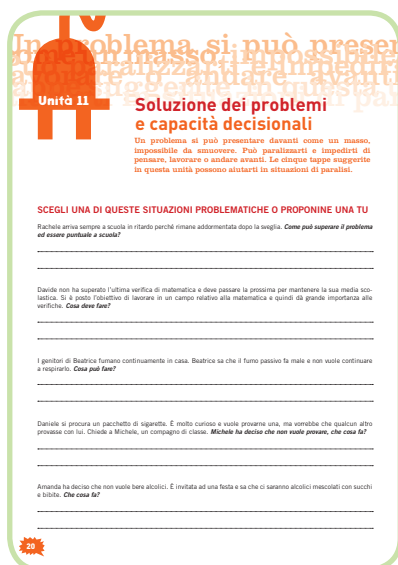 In problema si può preser
come un masso, impossibile
Unità 11
Soluzione dei problemi
e capacità decisionali
Un problema si può presentare davanti come un masso,
impossibile da smuovere. Può paralizzarti e impedirti di
pensare, lavorare o andare avanti. Le cinque tappe suggerite
in questa unità possono aiutarti in situazioni di paralisi.
SCEGLI UNA DI QUESTE SITUAZIONI PROBLEMATICHE O PROPONINE UNA TU
Rachele arriva sempre a scuola in ritardo perché rimane addormentata dopo la sveglia. Come può superare il problema
ed essere puntuale a scuola?
Davide non ha superato l'ultima verifica di matematica e deve passare la prossima per mantenere la sua media sco-
lastica. Si è posto l'obiettivo di lavorare in un campo relativo alla matematica e quindi dà grande importanza alle
verifiche. Cosa deve fare?
I genitori di Beatrice fumano continuamente in casa. Beatrice sa che il fumo passivo fa male e non vuole continuare
a respirarlo. Cosa può fare?
Daniele si procura un pacchetto di sigarette. È molto curioso e vuole provarne una, ma vorrebbe che qualcun altro
provasse con lui. Chiede a Michele, un compagno di classe. Michele ha deciso che non vuole provare, che cosa fa?
Amanda ha deciso che non vuole bere alcolici. È invitata ad una festa e sa che ci saranno alcolici mescolati con succhi
e bibite. Che cosa fa?
20